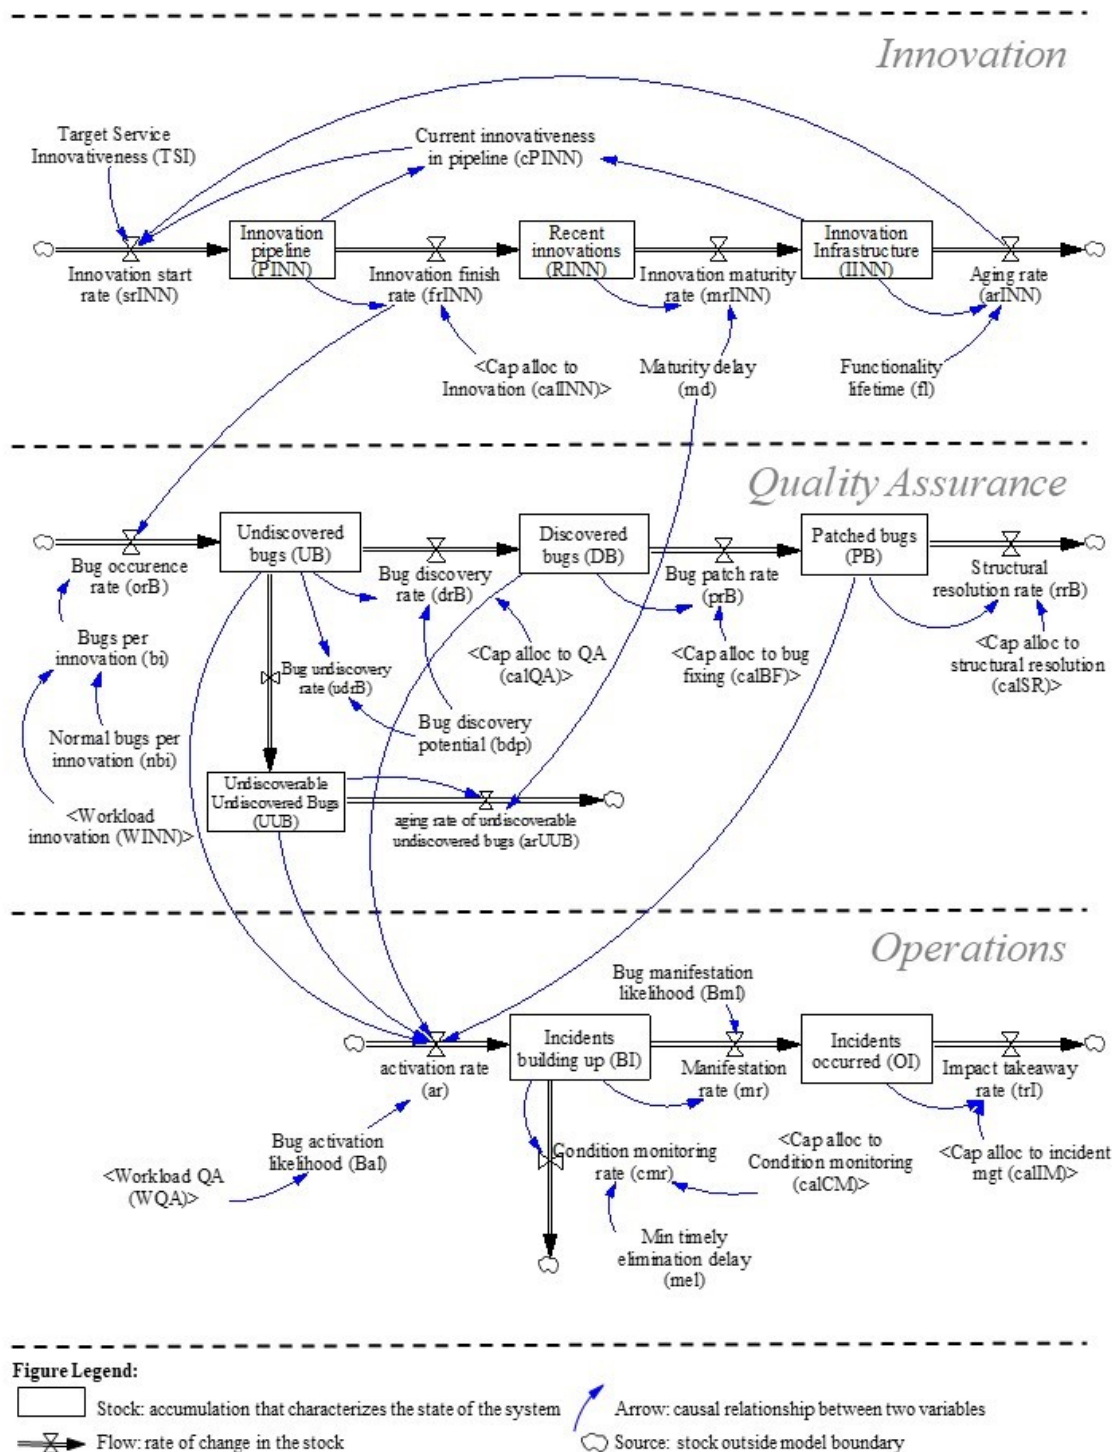 Innovation
Target Service
Innovativeness (TSI)
Current innovativeness
in pipeline (cPINN)
Innovation
pipeline
(PINN)
Recent
innovations
(RINN)
Innovation
Infrastructure
(IINN)
Innovation start
rate (srINN)
Innovation finish
rate (frINN)
Innovation maturity
rate (mrINN)
Aging rate
(arINN)
<Cap alloc to
Innovation (calINN)>
Maturity delay
(md)
Functionality
lifetime (fl)
Quality Assurance
Undiscovered
bugs (UB)
Discovered
bugs (DB)
Patched bugs
(PB)
Bug occurence
rate (orB)
Bug discovery
rate (drB)
Bug patch rate
(prB)
Structural
resolution rate (rrB)
Bugs per
innovation (bi)
Bug undiscovery
rate (udrB)
<Cap alloc to QA
(calQA)>
<Cap alloc to bug
fixing (calBF)>
<Cap alloc to
structural resolution
(calSR)>
Normal bugs per
innovation (nbi)
Bug discovery
potential (bdp)
Undiscoverable
Undiscovered Bugs
(UUB)
<Workload
innovation (WINN)>
aging rate of undiscoverable
undiscovered bugs (arUUB)
Operations
Bug manifestation
likelihood (Bml)
Incidents
building up (BI)
Incidents
occurred (OI)
activation rate
(ar)
Manifestation
rate (mr)
Impact takeaway
rate (trI)
Bug activation
likelihood (Bal)
<Workload QA
(WQA)>
Condition monitoring
rate (cmr)
<Cap alloc to
Condition monitoring
(calCM)>
<Cap alloc to incident
mgt (calIM)>
Min timely
elimination delay
(mel)
Figure Legend:
Stock: accumulation that characterizes the state of the system
Arrow: causal relationship between two variables
Flow: rate of change in the stock
Source: stock outside model boundary